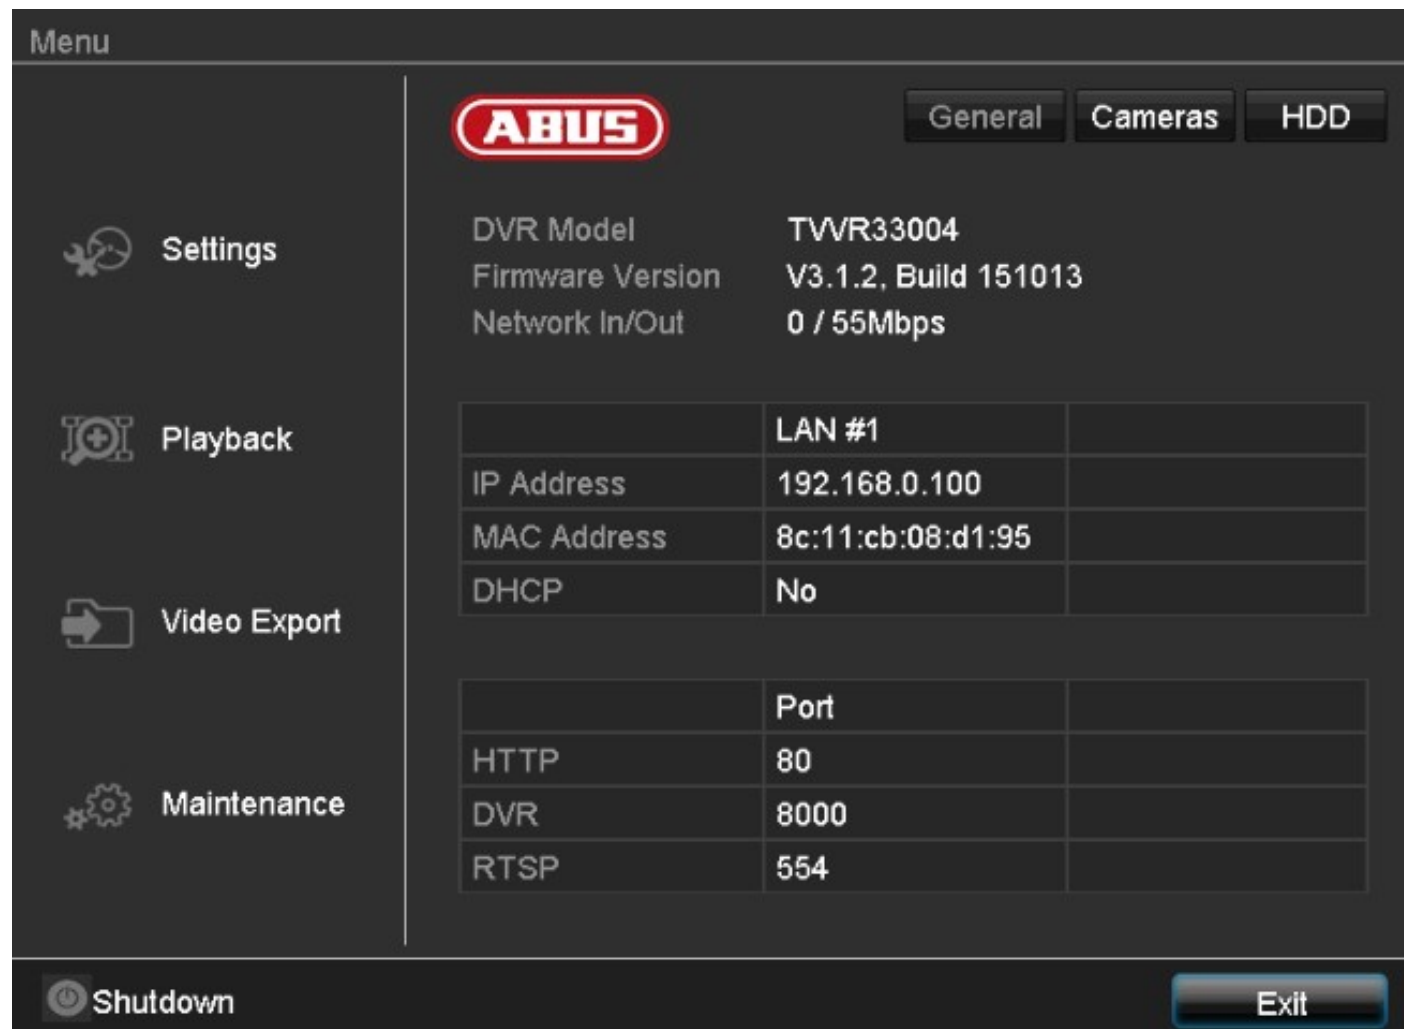 Menu
ABUS
General Cameras HDD
DVR Model TVVR33004
Firmware Version V3.1.2, Build 151013
Network In/Out 0 / 55Mbps
Settings
Playback
Video Export
Maintenance
LAN #1
IP Address 192.168.0.100
MAC Address 8c:11:cb:08:d1:95
DHCP No
Port
HTTP 80
DVR 8000
RTSP 554
Shutdown Exit